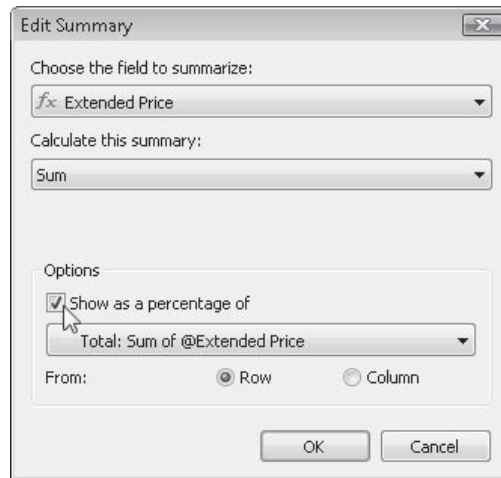 Edit Summary
Choose the field to summarize:
fx Extended Price
Calculate this summary:
Sum
Options
Show as a percentage of
Total: Sum of @Extended Price
From: Row Column
OK Cancel